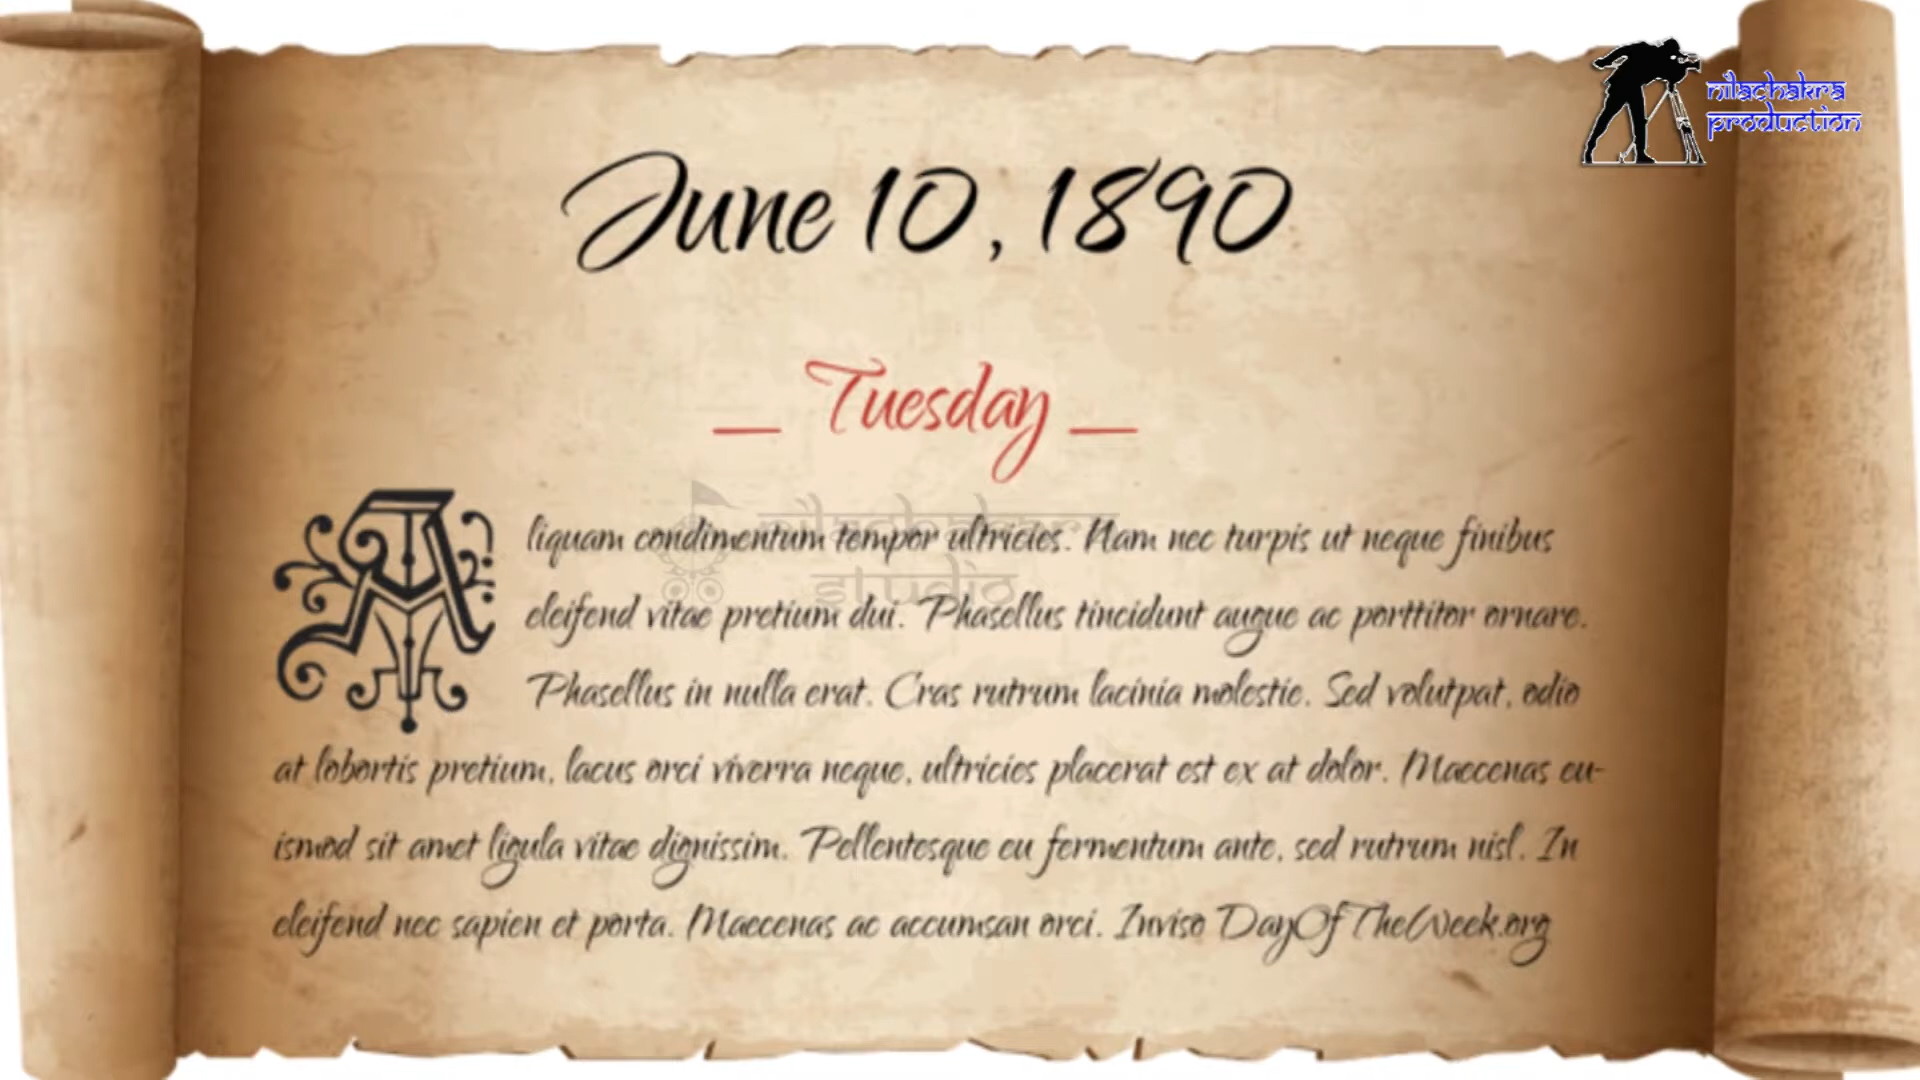 nilachakra
production
June 10, 1890
_ Tuesday _
Aliquam condimentum tempor ultricies. Nam nec turpis ut neque finibus
eleifend vitae pretium dui. Phasellus tincidunt augue ac porttitor ornare.
Phasellus in nulla erat. Cras rutrum lacinia molestie. Sed volutpat, odio
at lobortis pretium, lacus orci viverra neque, ultricies placerat est ex at dolor. Maecenas eu-
ismod sit amet ligula vitae dignissim. Pellentesque eu fermentum ante, sed rutrum nisl. In
eleifend nec sapien et porta. Maecenas ac accumsan orci. Inviso DayOfTheWeek.org
nilachakra
studio